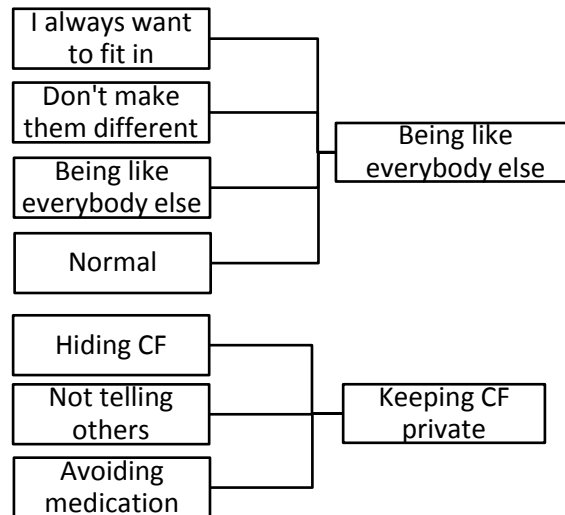 I always want
to fit in
Don't make
them different
Being like
everybody else
Normal
Being like
everybody else
Hiding CF
Not telling
others
Avoiding
medication
Keeping CF
private